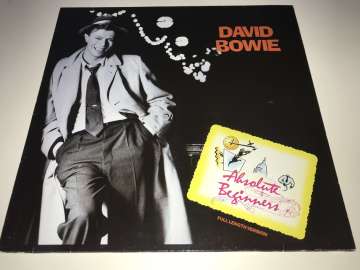 DAVID
BOWIE
Absolute
Beginners
FULL LENGTH VERSION